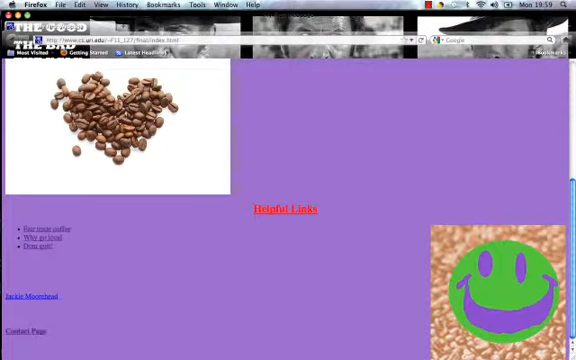 Firefox File Edit View History Bookmarks Tools Window Help
Mon 19:59
THE GOOD
THE BAD
Google
Most Visited Getting Started Latest Headlines Bookmarks
Helpful Links
Fair trade coffee
Why go local
Dont quit!
Jackie Moorehead
Contact Page